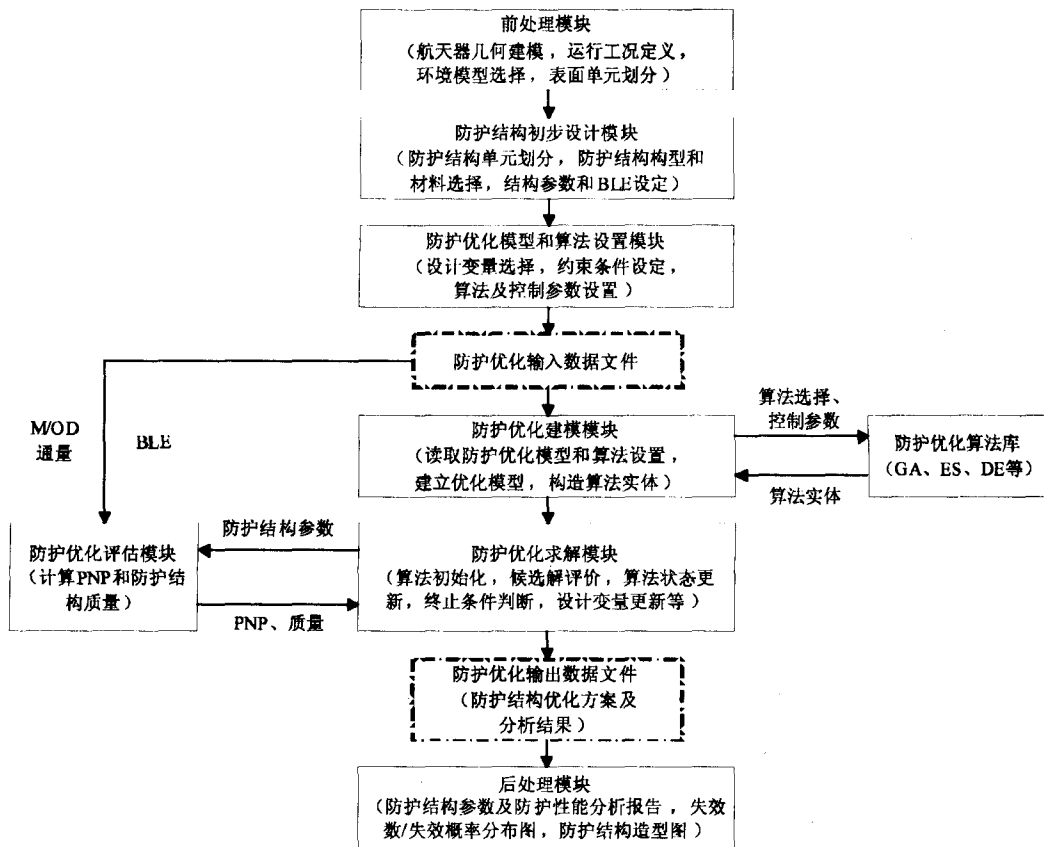 前处理模块
（航天器几何建模，运行工况定义，
环境模型选择，表面单元划分）
防护结构初步设计模块
（防护结构单元划分，防护结构构型和
材料选择，结构参数和BLE设定）
防护优化模型和算法设置模块
（设计变量选择，约束条件设定，
算法及控制参数设置）
防护优化输入数据文件
M/OD
通量
BLE
防护优化建模模块
（读取防护优化模型和算法设置，
建立优化模型，构造算法实体）
算法选择、
控制参数
算法实体
防护优化算法库
（GA、ES、DE等）
防护优化评估模块
（计算PNP和防护结
构质量）
防护结构参数
PNP、质量
防护优化求解模块
（算法初始化，候选解评价，算法状态更
新，终止条件判断，设计变量更新等）
防护优化输出数据文件
（防护结构优化方案及
分析结果）
后处理模块
（防护结构参数及防护性能分析报告，失效
数/失效概率分布图，防护结构造型图）